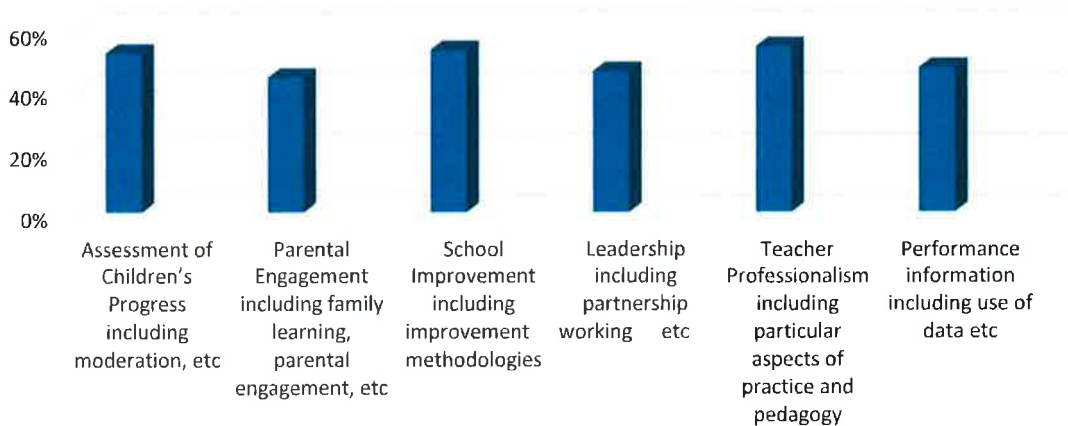 60%
40%
20%
0%
Assessment of
Children's
Progress
including
moderation, etc
Parental
Engagement
including family
learning,
parental
engagement, etc
School
Improvement
including
improvement
methodologies
Leadership
including
partnership
working etc
Teacher
Professionalism
including
particular
aspects of
practice and
pedagogy
Performance
information
including use of
data etc